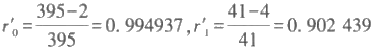 r'₀ = (395−2)/395 = 0. 994937, r'₁ = (41−4)/41 = 0. 902 439